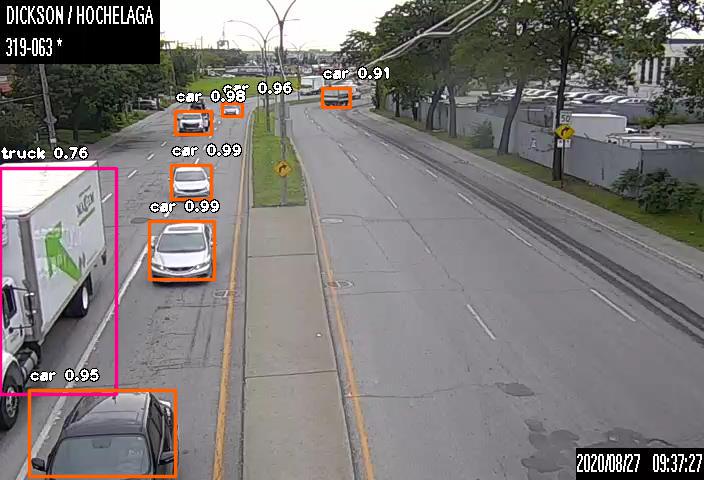 DICKSON / HOCHELAGA
319-063 *
car 0.91
car 0.96
car 0.98
truck 0.76
car 0.99
car 0.99
car 0.95
2020/08/27 09:37:27